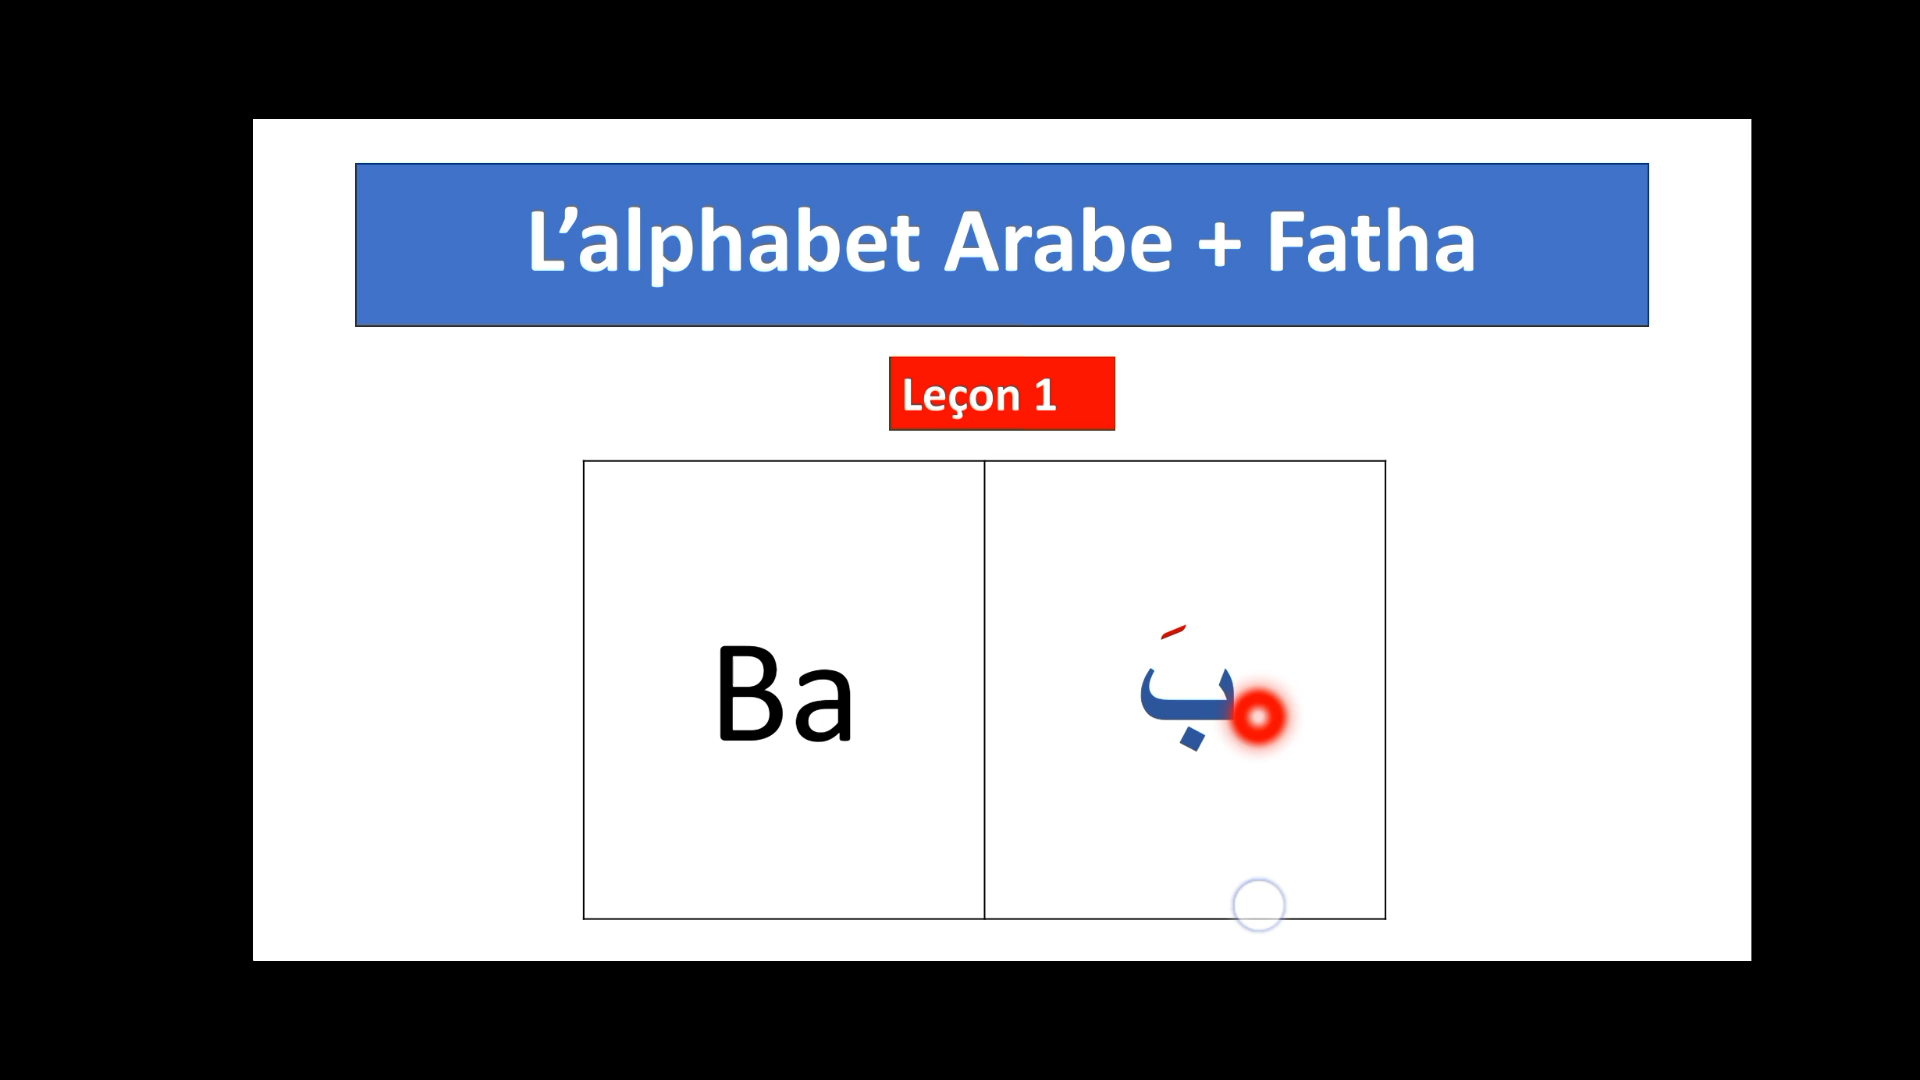 L’alphabet Arabe + Fatha
Leçon 1
Ba
بَ